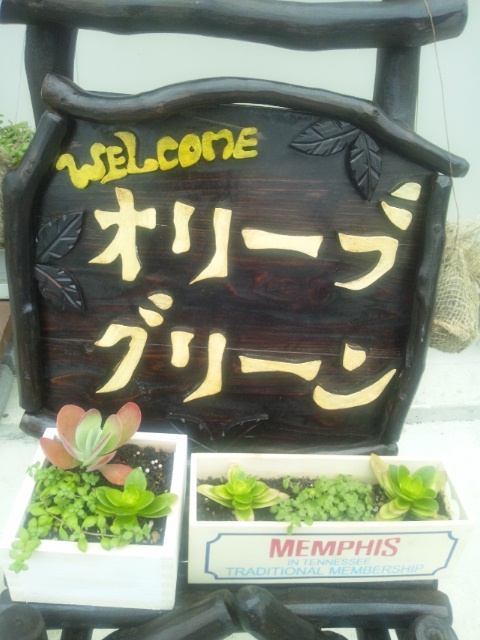 WELCOME
オリーブ
グリーン
MEMPHIS
IN TENNESSEE
TRADITIONAL MEMBERSHIP